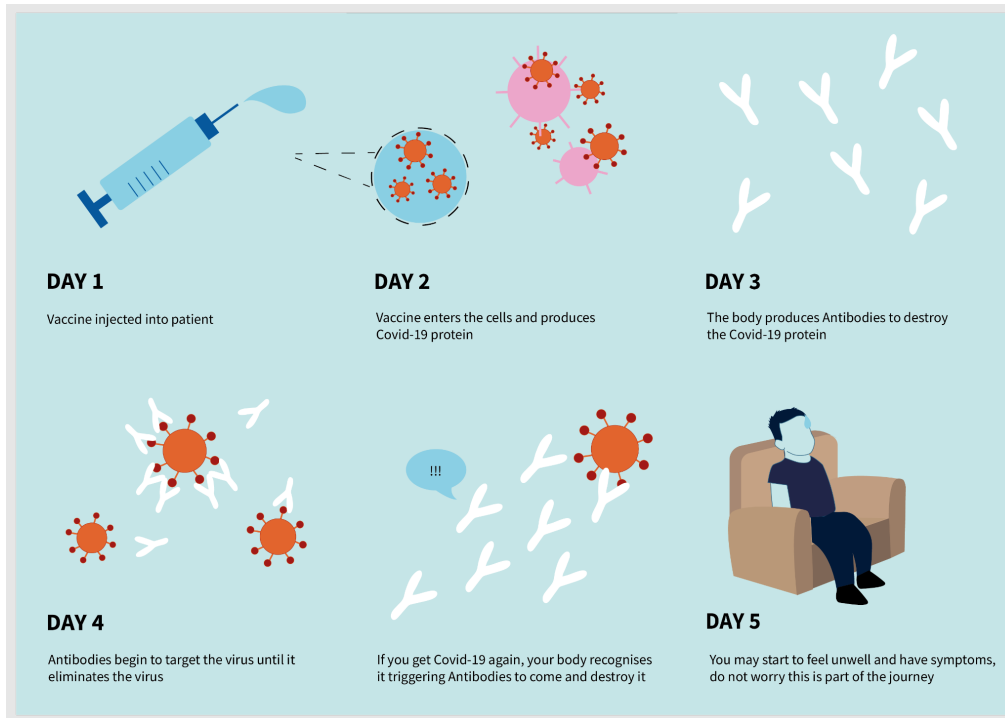 DAY 1
Vaccine injected into patient
DAY 2
Vaccine enters the cells and produces
Covid-19 protein
DAY 3
The body produces Antibodies to destroy
the Covid-19 protein
DAY 4
Antibodies begin to target the virus until it
eliminates the virus
!!!
If you get Covid-19 again, your body recognises
it triggering Antibodies to come and destroy it
DAY 5
You may start to feel unwell and have symptoms,
do not worry this is part of the journey